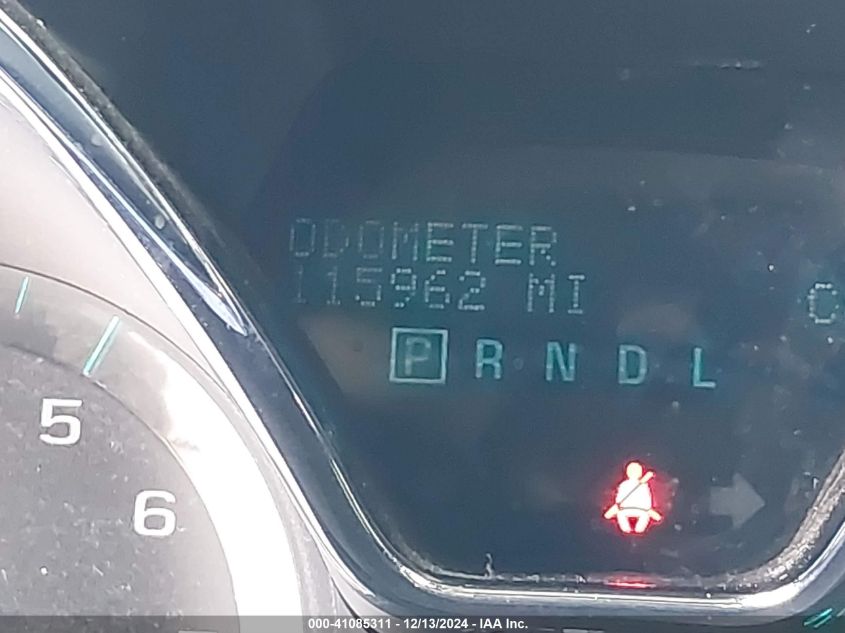 ODOMETER
115962 MI
C
P R N D L
5
6
000-41085311 - 12/13/2024 - IAA Inc.